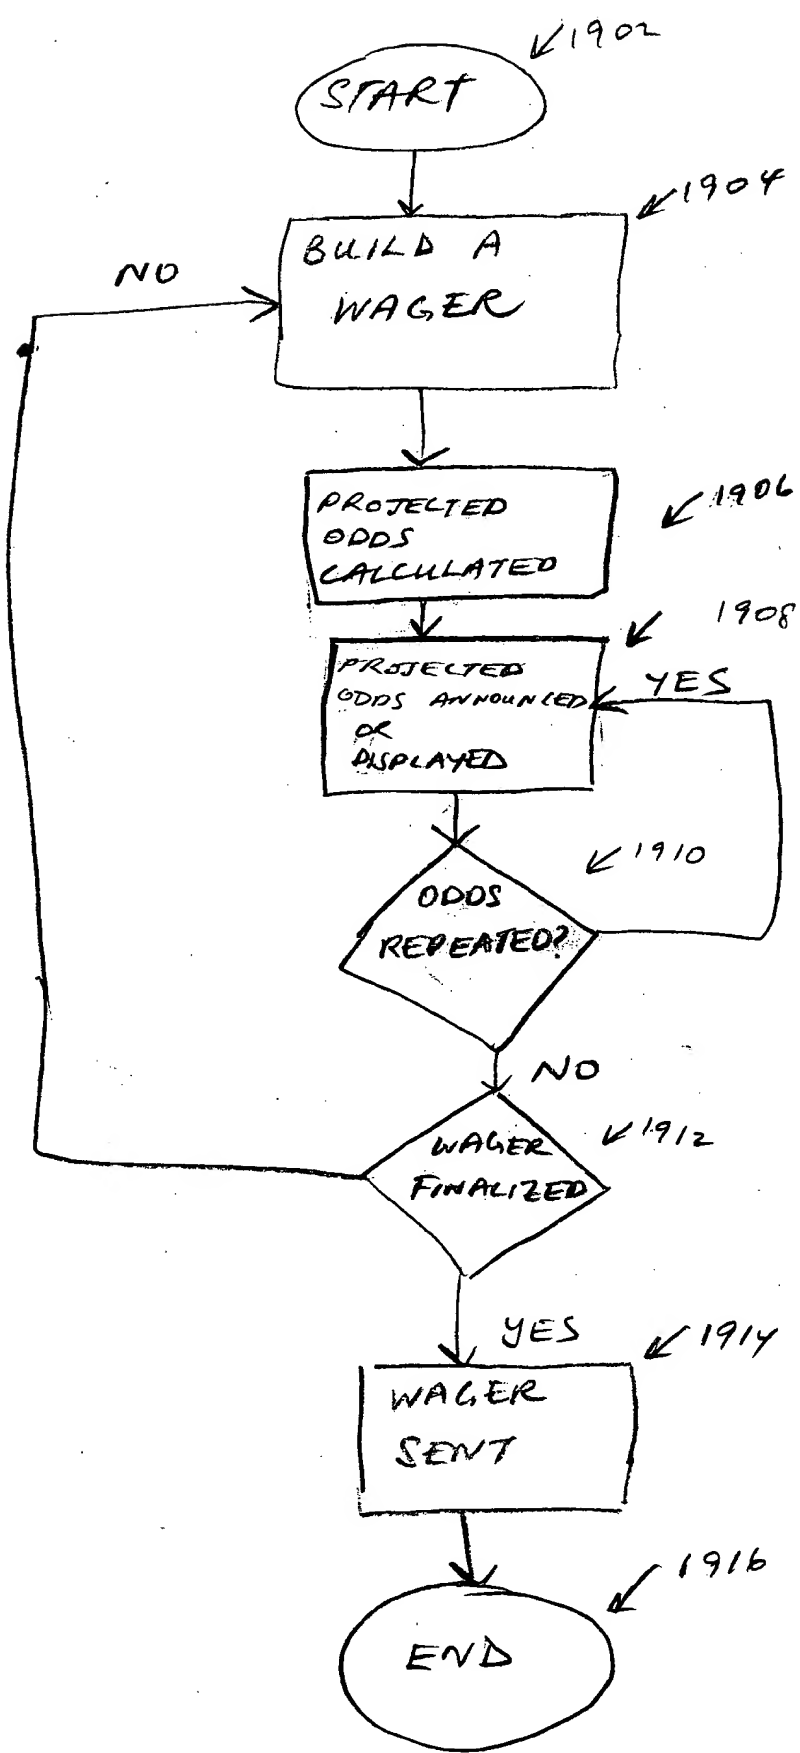 1902
START
1904
BUILD A
WAGER
NO
1906
PROJECTED
ODDS
CALCULATED
1908
PROJECTED
ODDS ANNOUNCED
OR
DISPLAYED
YES
1910
ODDS
REPEATED?
NO
1912
WAGER
FINALIZED
YES
1914
WAGER
SENT
1916
END